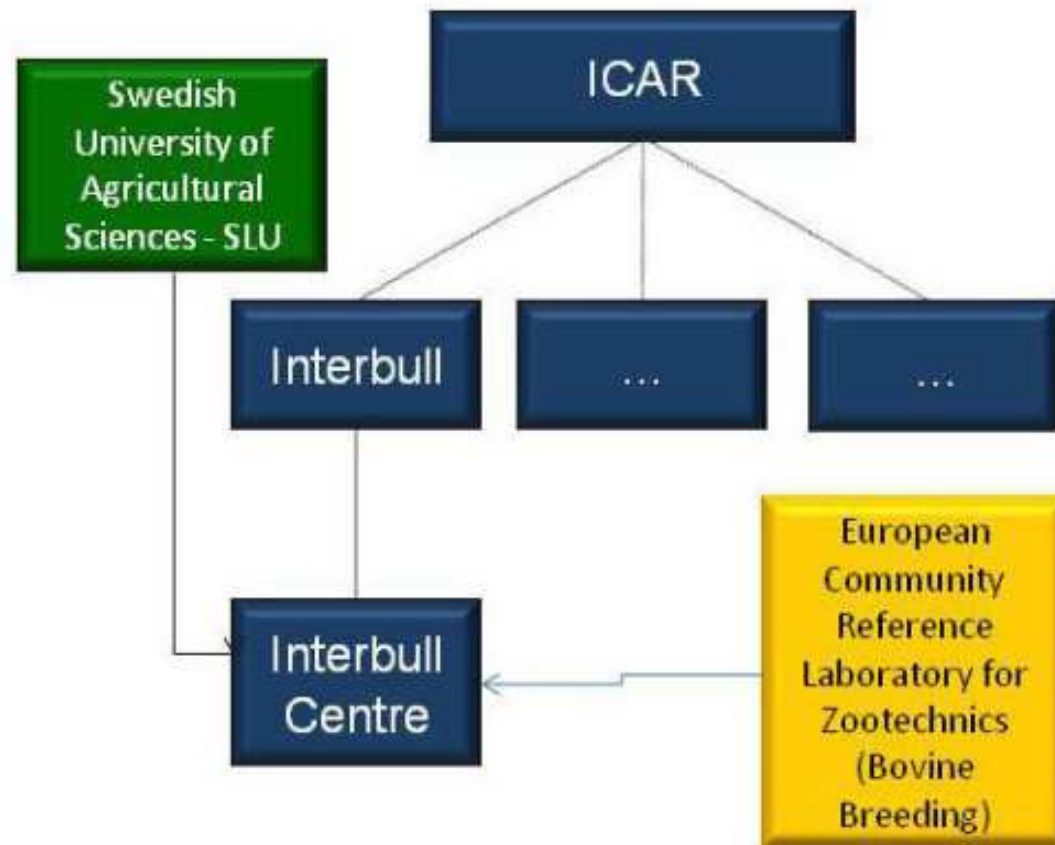 ICAR
Swedish
University of
Agricultural
Sciences - SLU
Interbull
...
...
Interbull
Centre
European
Community
Reference
Laboratory for
Zootechnics
(Bovine
Breeding)